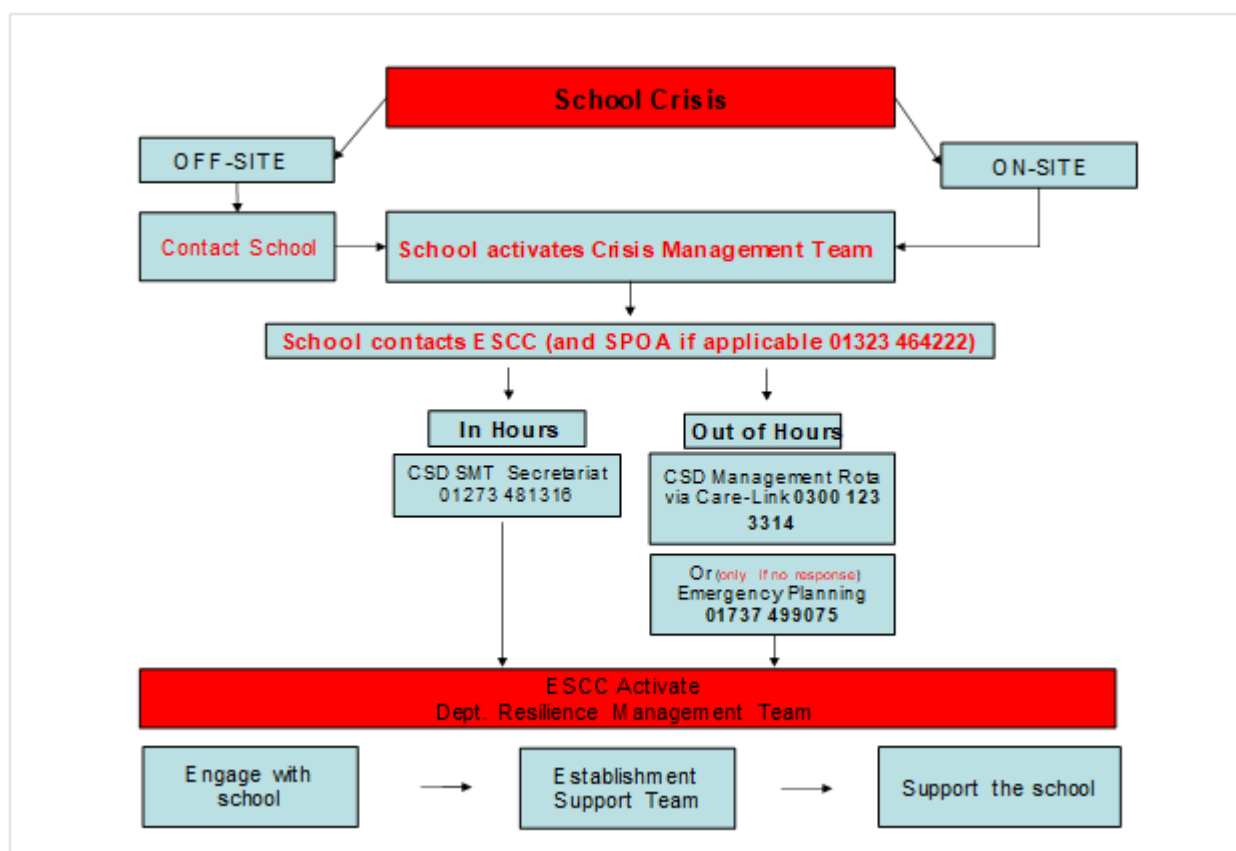 School Crisis
OFF-SITE
ON-SITE
Contact School
School activates Crisis Management Team
School contacts ESCC (and SPOA if applicable 01323 464222)
In Hours
Out of Hours
CSD SMT Secretariat
01273 481316
CSD Management Rota
via Care-Link 0300 123
3314
Or (only if no response)
Emergency Planning
01737 499075
ESCC Activate
Dept. Resilience Management Team
Engage with
school
Establishment
Support Team
Support the school